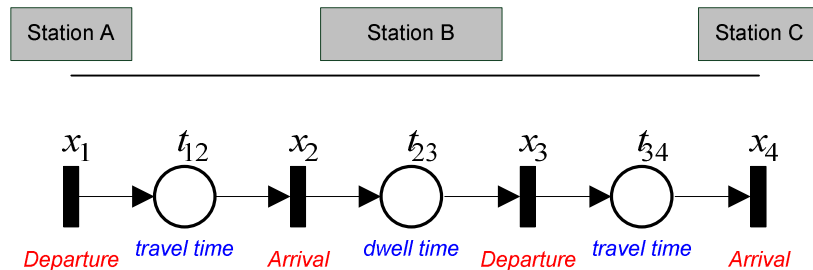 Station A Station B Station C
x1 t12 x2 t23 x3 t34 x4
Departure travel time Arrival dwell time Departure travel time Arrival